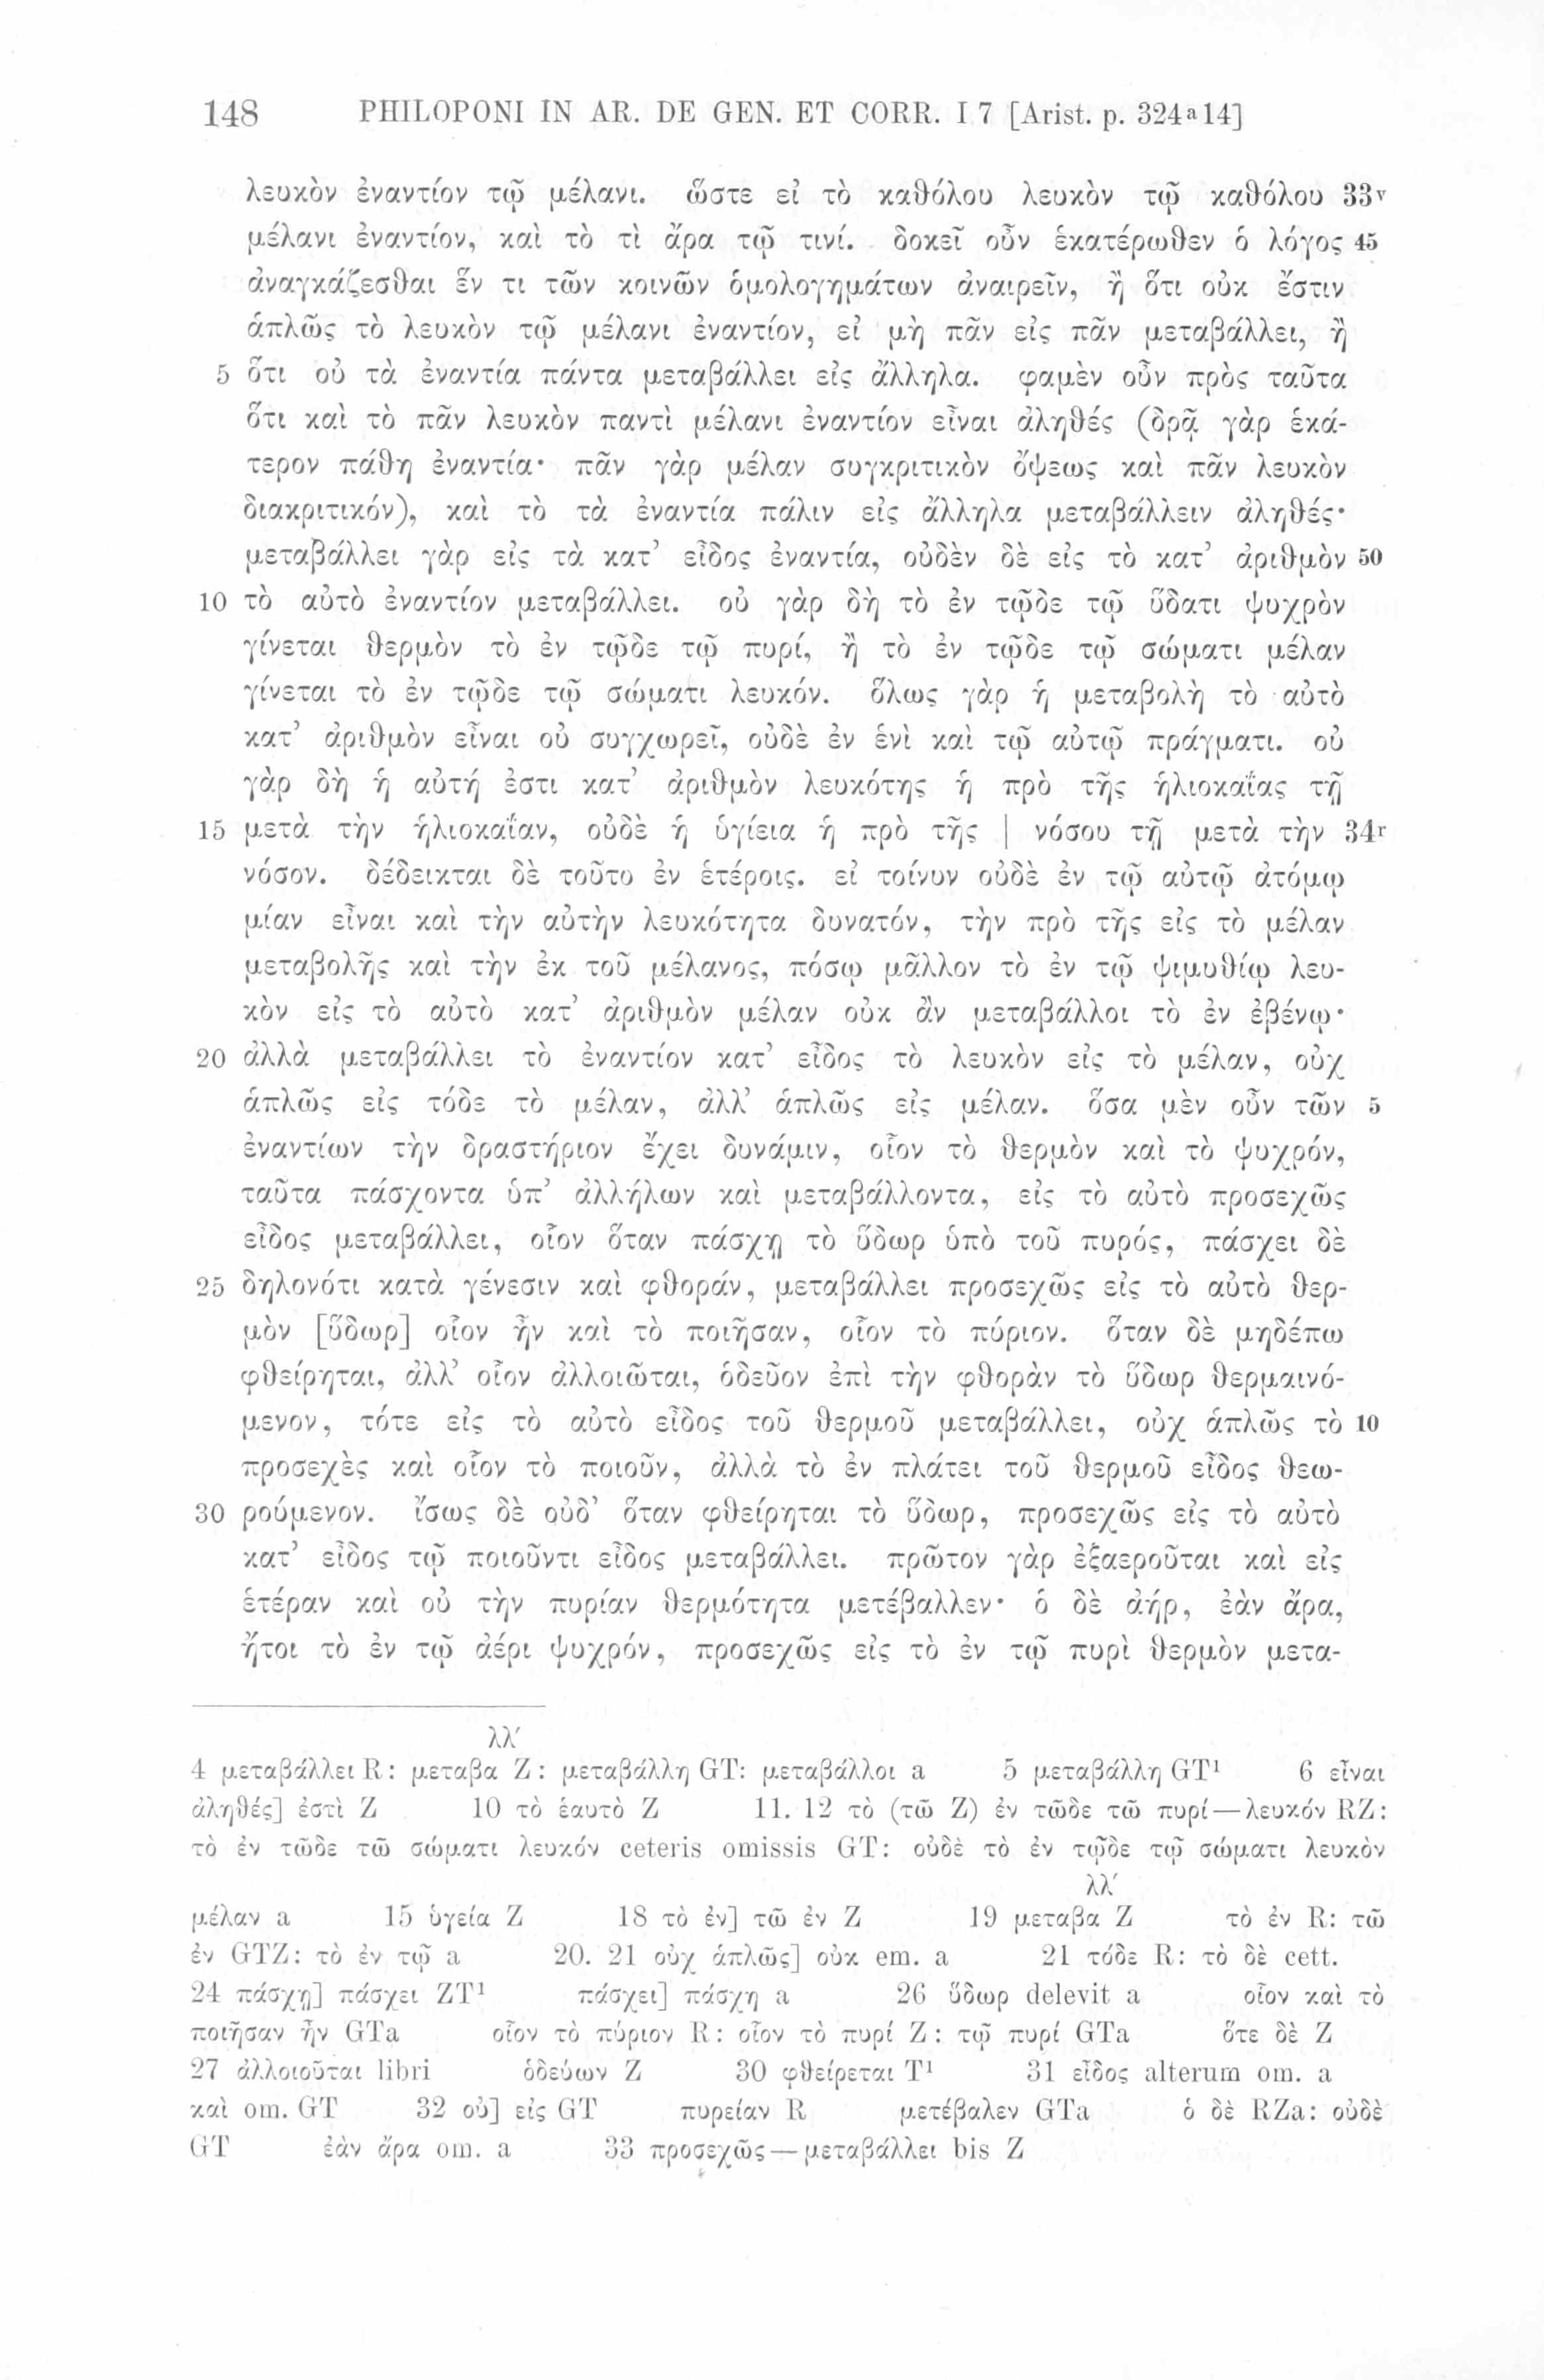 148 PHILOPONI IN AR. DE GEN. ET CORR. I 7 [Arist. p. 324ª14]
λευκὸν ἐναντίον τῷ μέλανι. ὥστε εἰ τὸ καθόλου λευκὸν τῷ καθόλου 33ᵛ
μέλανι ἐναντίον, καὶ τὸ τὶ ἄρα τῷ τινί. δοκεῖ οὖν ἑκατέρωθεν ὁ λόγος 45
ἀναγκάζεσθαι ἕν τι τῶν κοινῶν ὁμολογημάτων ἀναιρεῖν, ἢ ὅτι οὐκ ἔστιν
ἁπλῶς τὸ λευκὸν τῷ μέλανι ἐναντίον, εἰ μὴ πᾶν εἰς πᾶν μεταβάλλει, ἢ
5 ὅτι οὐ τὰ ἐναντία πάντα μεταβάλλει εἰς ἄλληλα. φαμὲν οὖν πρὸς ταῦτα
ὅτι καὶ τὸ πᾶν λευκὸν παντὶ μέλανι ἐναντίον εἶναι ἀληθές (δρᾷ γὰρ ἑκά-
τερον πάθη ἐναντία· πᾶν γὰρ μέλαν συγκριτικὸν ὄψεως καὶ πᾶν λευκὸν
διακριτικόν), καὶ τὸ τὰ ἐναντία πάλιν εἰς ἄλληλα μεταβάλλειν ἀληθές·
μεταβάλλει γὰρ εἰς τὰ κατ’ εἶδος ἐναντία, οὐδὲν δὲ εἰς τὸ κατ’ ἀριθμὸν 50
10 τὸ αὐτὸ ἐναντίον μεταβάλλει. οὐ γὰρ δὴ τὸ ἐν τῷδε τῷ ὕδατι ψυχρὸν
γίνεται θερμὸν τὸ ἐν τῷδε τῷ πυρί, ἢ τὸ ἐν τῷδε τῷ σώματι μέλαν
γίνεται τὸ ἐν τῷδε τῷ σώματι λευκόν. ὅλως γὰρ ἡ μεταβολὴ τὸ αὐτὸ
κατ’ ἀριθμὸν εἶναι οὐ συγχωρεῖ, οὐδὲ ἐν ἑνὶ καὶ τῷ αὐτῷ πράγματι. οὐ
γὰρ δὴ ἡ αὐτή ἐστι κατ’ ἀριθμὸν λευκότης ἡ πρὸ τῆς ἡλιοκαΐας τῇ
15 μετὰ τὴν ἡλιοκαΐαν, οὐδὲ ἡ ὑγίεια ἡ πρὸ τῆς | νόσου τῇ μετὰ τὴν 34ʳ
νόσον. δέδεικται δὲ τοῦτο ἐν ἑτέροις. εἰ τοίνυν οὐδὲ ἐν τῷ αὐτῷ ἀτόμῳ
μίαν εἶναι καὶ τὴν αὐτὴν λευκότητα δυνατόν, τὴν πρὸ τῆς εἰς τὸ μέλαν
μεταβολῆς καὶ τὴν ἐκ τοῦ μέλανος, πόσῳ μᾶλλον τὸ ἐν τῷ ψιμυθίῳ λευ-
κὸν εἰς τὸ αὐτὸ κατ’ ἀριθμὸν μέλαν οὐκ ἂν μεταβάλλοι τὸ ἐν ἐβένῳ·
20 ἀλλὰ μεταβάλλει τὸ ἐναντίον κατ’ εἶδος τὸ λευκὸν εἰς τὸ μέλαν, οὐχ
ἁπλῶς εἰς τόδε τὸ μέλαν, ἀλλ’ ἁπλῶς εἰς μέλαν. ὅσα μὲν οὖν τῶν 5
ἐναντίων τὴν δραστήριον ἔχει δυνάμιν, οἷον τὸ θερμὸν καὶ τὸ ψυχρόν,
ταῦτα πάσχοντα ὑπ’ ἀλλήλων καὶ μεταβάλλοντα, εἰς τὸ αὐτὸ προσεχῶς
εἶδος μεταβάλλει, οἷον ὅταν πάσχῃ τὸ ὕδωρ ὑπὸ τοῦ πυρός, πάσχει δὲ
25 δηλονότι κατὰ γένεσιν καὶ φθοράν, μεταβάλλει προσεχῶς εἰς τὸ αὐτὸ θερ-
μὸν [ὕδωρ] οἷον ἦν καὶ τὸ ποιῆσαν, οἷον τὸ πύριον. ὅταν δὲ μηδέπω
φθείρηται, ἀλλ’ οἷον ἀλλοιῶται, ὁδεῦον ἐπὶ τὴν φθορὰν τὸ ὕδωρ θερμαινό-
μενον, τότε εἰς τὸ αὐτὸ εἶδος τοῦ θερμοῦ μεταβάλλει, οὐχ ἁπλῶς τὸ 10
προσεχὲς καὶ οἷον τὸ ποιοῦν, ἀλλὰ τὸ ἐν πλάτει τοῦ θερμοῦ εἶδος θεω-
30 ρούμενον. ἴσως δὲ οὐδ’ ὅταν φθείρηται τὸ ὕδωρ, προσεχῶς εἰς τὸ αὐτὸ
κατ’ εἶδος τῷ ποιοῦντι εἶδος μεταβάλλει. πρῶτον γὰρ ἐξαεροῦται καὶ εἰς
ἑτέραν καὶ οὐ τὴν πυρίαν θερμότητα μετέβαλλεν· ὁ δὲ ἀήρ, ἐὰν ἄρα,
ἤτοι τὸ ἐν τῷ ἀέρι ψυχρόν, προσεχῶς εἰς τὸ ἐν τῷ πυρὶ θερμὸν μετα-
λλ´
4 μεταβάλλει R: μεταβα Z: μεταβάλλῃ GT: μεταβάλλοι a 5 μεταβάλλη GT¹ 6 εἶναι
ἀληθές] ἐστὶ Z 10 τὸ ἑαυτὸ Z 11. 12 τὸ (τῶ Z) ἐν τῶδε τῶ πυρί—λευκόν RZ:
τὸ ἐν τῶδε τῶ σώματι λευκόν ceteris omissis GT: οὐδὲ τὸ ἐν τῷδε τῷ σώματι λευκὸν
λλ´
μέλαν a 15 ὑγεία Z 18 τὸ ἐν] τῶ ἐν Z 19 μεταβα Z τὸ ἐν R: τῶ
ἐν GTZ: τὸ ἐν τῷ a 20. 21 οὐχ ἁπλῶς] οὐκ em. a 21 τόδε R: τὸ δὲ cett.
24 πάσχῃ] πάσχει ZT¹ πάσχει] πάσχη a 26 ὕδωρ delevit a οἷον καὶ τὸ
ποιῆσαν ἦν GTa οἷον τὸ πύριον R: οἷον τὸ πυρί Z: τῷ πυρί GTa ὅτε δὲ Z
27 ἀλλοιοῦται libri ὁδεύων Z 30 φθείρεται T¹ 31 εἶδος alterum om. a
καὶ om. GT 32 οὐ] εἰς GT πυρείαν R μετέβαλεν GTa ὁ δὲ RZa: οὐδὲ
GT ἐὰν ἄρα om. a 33 προσεχῶς—μεταβάλλει bis Z